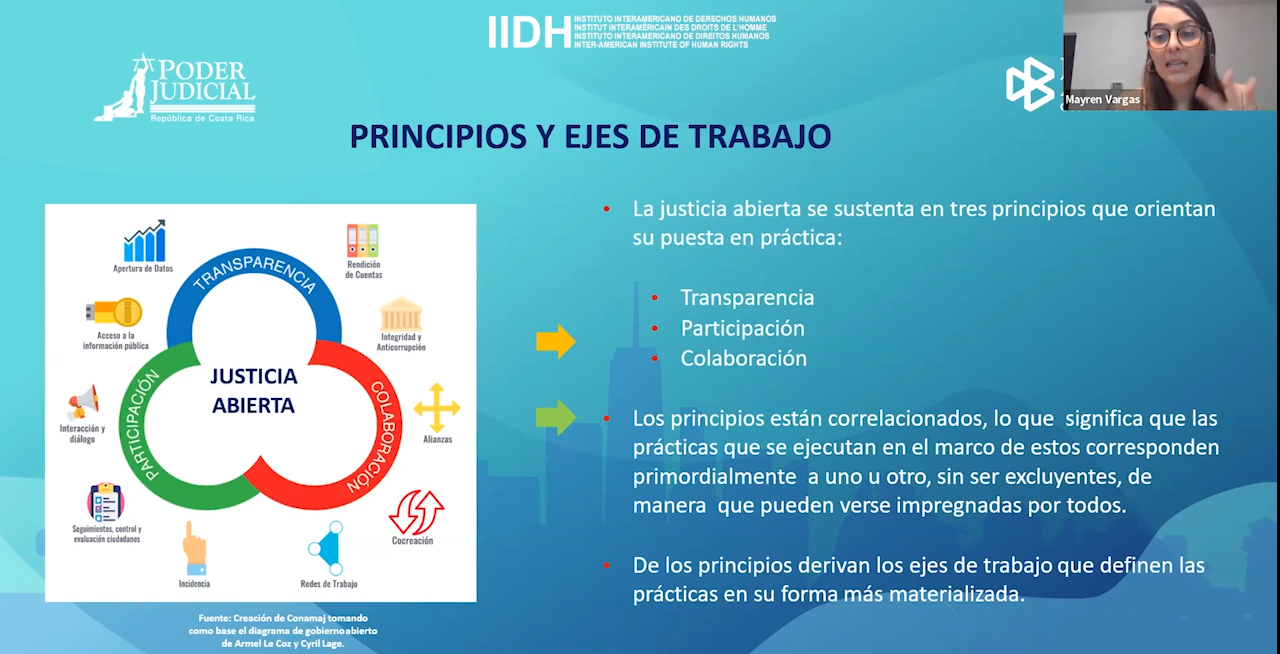 IIDH
INSTITUTO INTERAMERICANO DE DERECHOS HUMANOS
INSTITUT INTERAMÉRICAIN DES DROITS DE L'HOMME
INSTITUTO INTERAMERICANO DE DIREITOS HUMANOS
INTER-AMERICAN INSTITUTE OF HUMAN RIGHTS
PODER
JUDICIAL
República de Costa Rica
Mayren Vargas
PRINCIPIOS Y EJES DE TRABAJO
Apertura de Datos
Rendición
de Cuentas
TRANSPARENCIA
Acceso a la
información pública
Integridad y
Anticorrupción
JUSTICIA
ABIERTA
PARTICIPACIÓN
COLABORACIÓN
Interacción y
diálogo
Alianzas
Seguimientos, control y
evaluación ciudadanos
Cocreación
Incidencia
Redes de Trabajo
Fuente: Creación de Conamaj tomando
como base el diagrama de gobierno abierto
de Armel Le Coz y Cyril Lage.
• La justicia abierta se sustenta en tres principios que orientan
su puesta en práctica:
• Transparencia
• Participación
• Colaboración
• Los principios están correlacionados, lo que significa que las
prácticas que se ejecutan en el marco de estos corresponden
primordialmente a uno u otro, sin ser excluyentes, de
manera que pueden verse impregnadas por todos.
• De los principios derivan los ejes de trabajo que definen las
prácticas en su forma más materializada.